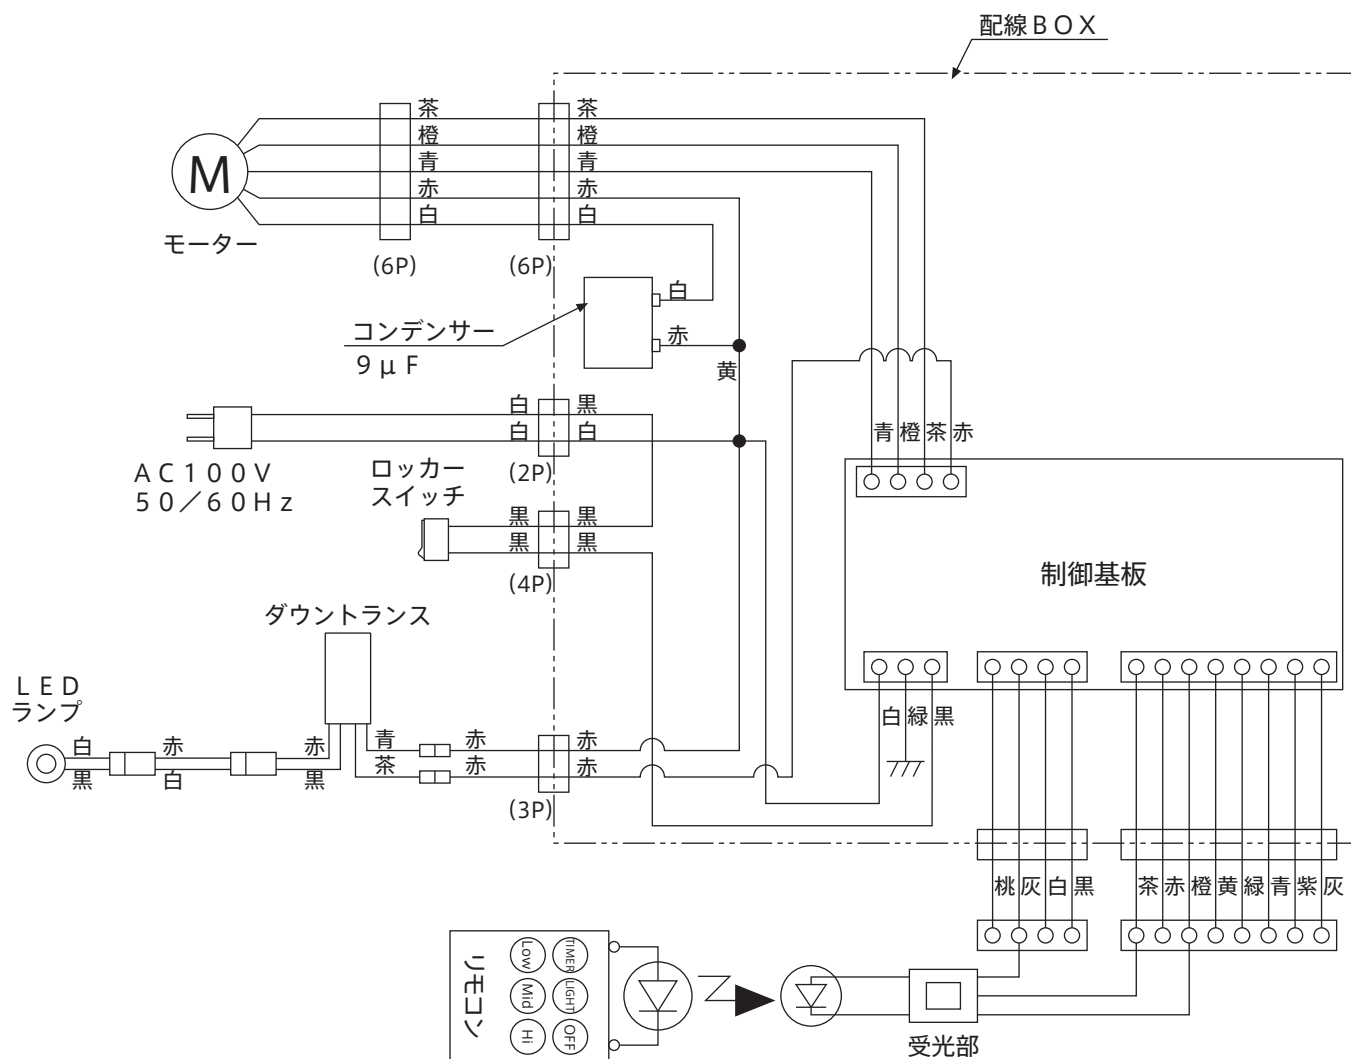 配線ＢＯＸ
茶 茶
橙 橙
青 青
赤 赤
白 白
M
モーター
(6P) (6P)
白
コンデンサー
９μＦ
赤
黄
白 黒
白 白
青 橙 茶 赤
ＡＣ１００Ｖ
５０／６０Ｈｚ
ロッカー
スイッチ
(2P)
黒 黒
黒 黒
(4P)
制御基板
ダウントランス
ＬＥＤ
ランプ
白 赤 赤 青 赤 赤
黒 白 黒 茶 赤 赤
(3P)
白 緑 黒
桃 灰 白 黒
茶 赤 橙 黄 緑 青 紫 灰
リモコン
Low TIMER
Mid LIGHT
Hi OFF
受光部